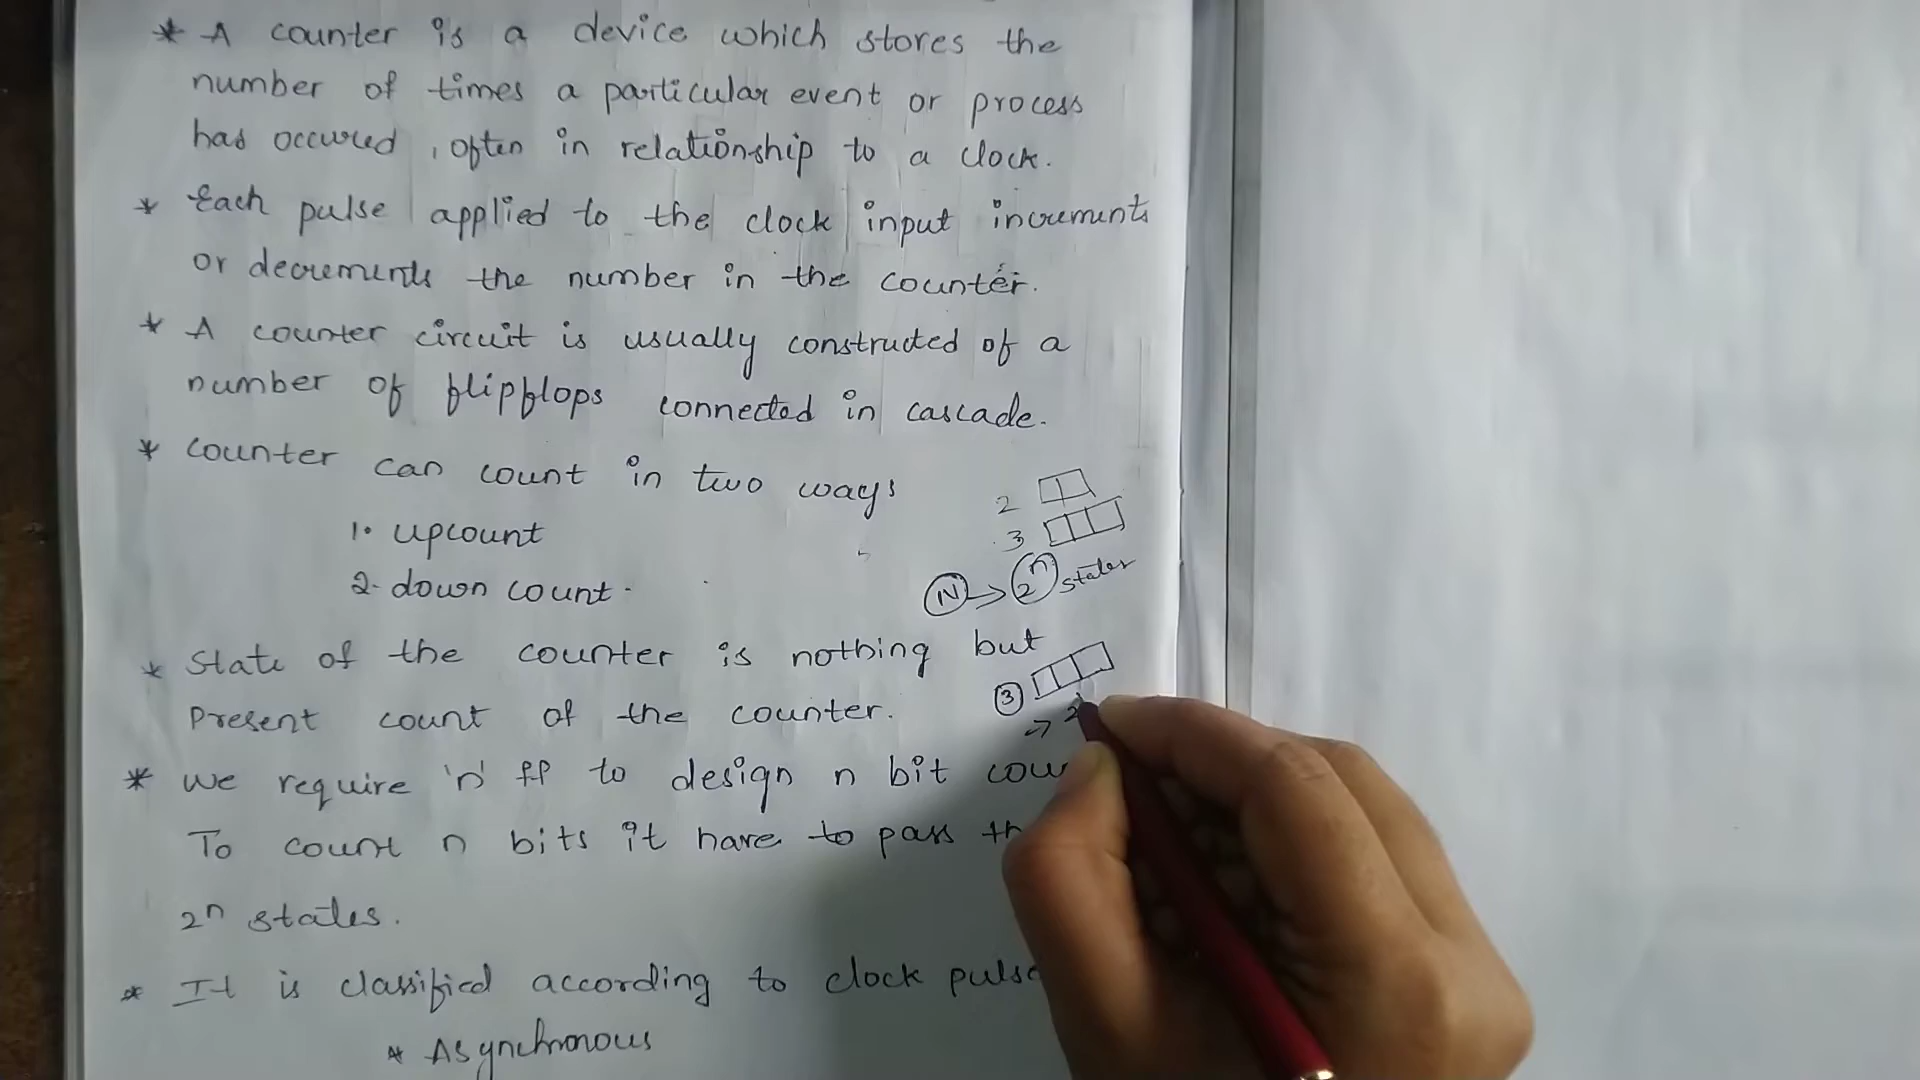 * A counter is a device which stores the
number of times a particular event or process
has occured, often in relationship to a clock.
* Each pulse applied to the clock input increments
or decrements the number in the counter.
* A counter circuit is usually constructed of a
number of flipflops connected in cascade.
* counter can count in two ways
1. upcount
2. down count.
2
3
N → 2ⁿ states
* State of the counter is nothing but
Present count of the counter.
3
→ 2
* We require 'n' ff to design n bit
To count n bits it have to pass
2ⁿ states.
* It is classified according to clock pulse
* Asynchronous